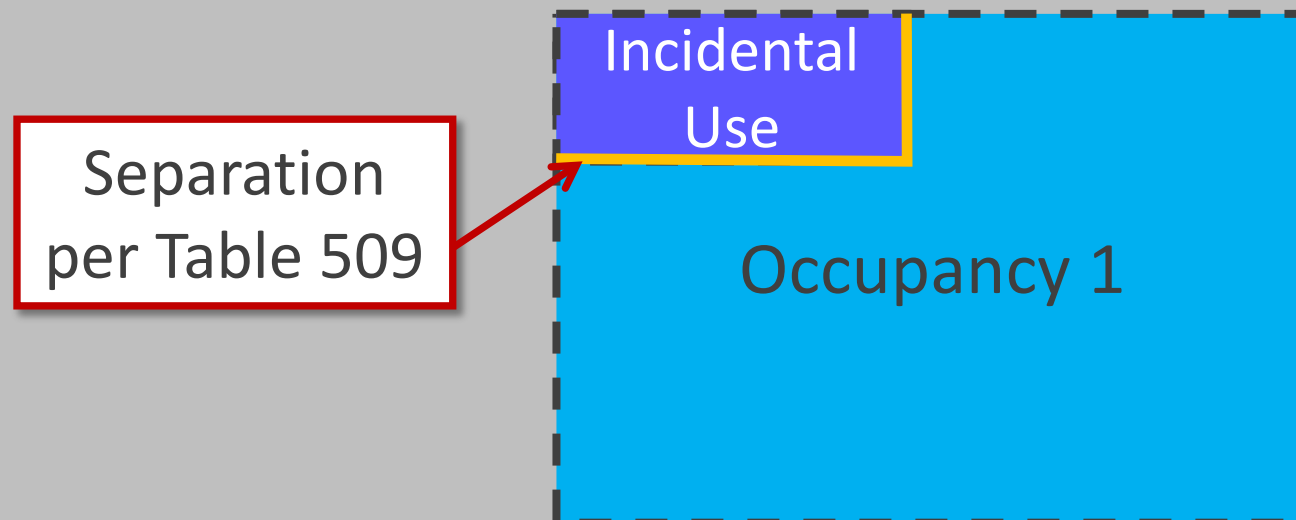 Incidental
Use
Separation
per Table 509
Occupancy 1